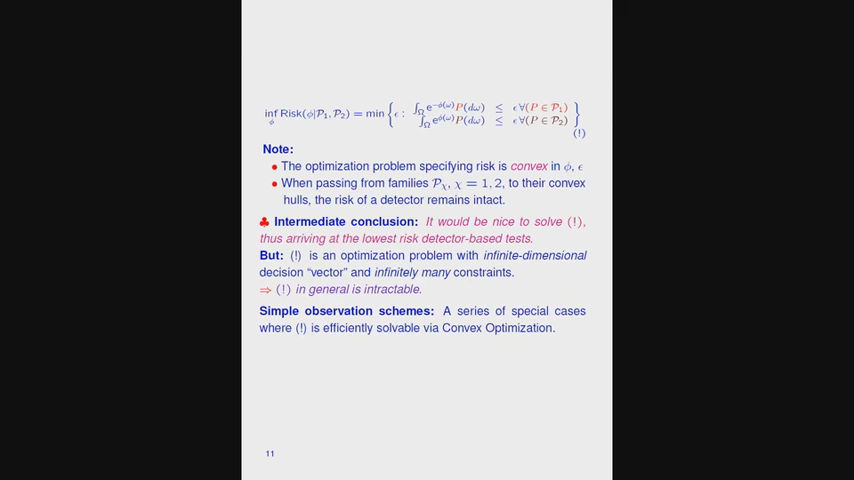 inf_φ Risk(φ|𝒫₁, 𝒫₂) = min { ϵ : ∫_Ω e^{−φ(ω)} P(dω) ≤ ϵ ∀(P ∈ 𝒫₁)
∫_Ω e^{φ(ω)} P(dω) ≤ ϵ ∀(P ∈ 𝒫₂) }
(!)
Note:
• The optimization problem specifying risk is convex in φ, ϵ
• When passing from families 𝒫_χ, χ = 1, 2, to their convex
hulls, the risk of a detector remains intact.
♣ Intermediate conclusion: It would be nice to solve (!),
thus arriving at the lowest risk detector-based tests.
But: (!) is an optimization problem with infinite-dimensional
decision “vector” and infinitely many constraints.
⇒ (!) in general is intractable.
Simple observation schemes: A series of special cases
where (!) is efficiently solvable via Convex Optimization.
11